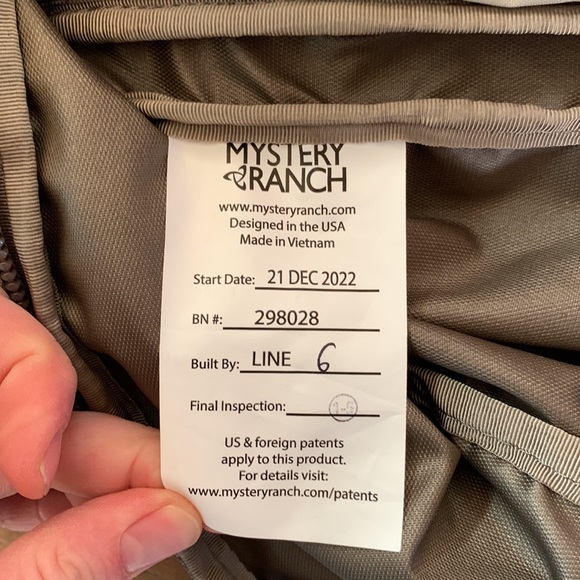 MYSTERY
RANCH
www.mysteryranch.com
Designed in the USA
Made in Vietnam
Start Date: 21 DEC 2022
BN #: 298028
Built By: LINE 6
Final Inspection: 1-5
US & foreign patents
apply to this product.
For details visit:
www.mysteryranch.com/patents